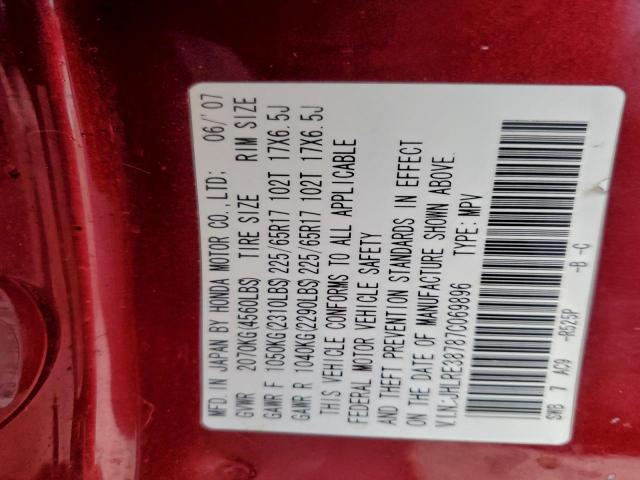 MFD. IN JAPAN BY HONDA MOTOR CO.,LTD; 06/'07
GVWR 2070KG(4560LBS) TIRE SIZE RIM SIZE
GAWR F 1050KG(2310LBS) 225/65R17 102T 17X6.5J
GAWR R 1040KG(2290LBS) 225/65R17 102T 17X6.5J
THIS VEHICLE CONFORMS TO ALL APPLICABLE
FEDERAL MOTOR VEHICLE SAFETY
AND THEFT PREVENTION STANDARDS IN EFFECT
ON THE DATE OF MANUFACTURE SHOWN ABOVE.
V.I.N:JHLRE38787C069896 TYPE: MPV
SWB 7 AC9 -R525P -B -C